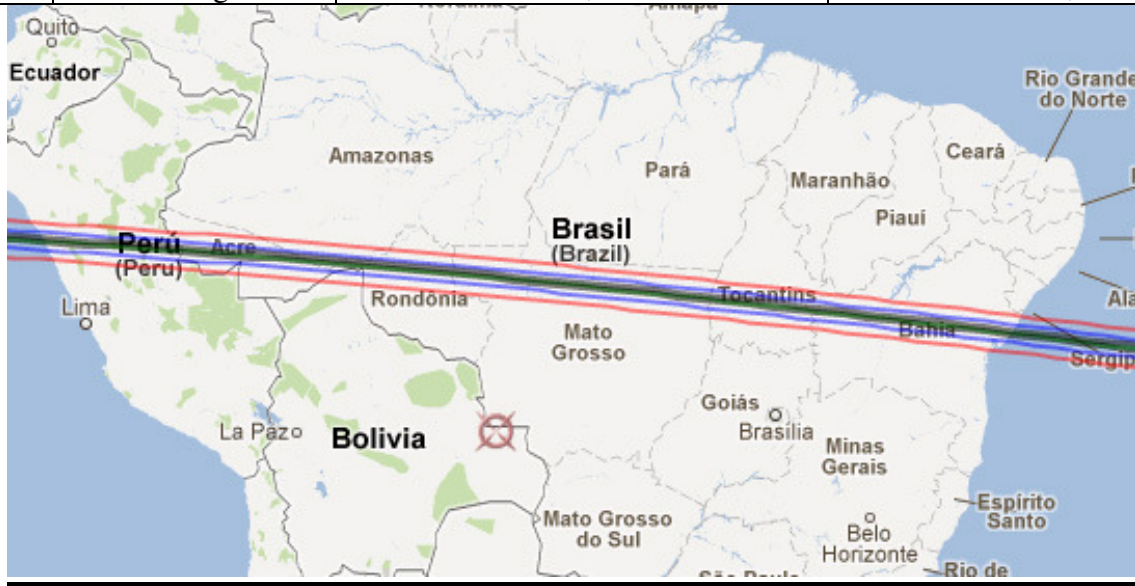 Quito
Ecuador
Rio Grande
do Norte
Amazonas
Pará
Ceará
Maranhão
Piauí
Brasil
(Brazil)
Perú
(Peru)
Acre
Lima
Rondônia
Tocantins
Ala
Mato
Grosso
Bahia
Sergip
Goiás
Brasília
La Paz
Bolivia
Minas
Gerais
Espírito
Santo
Mato Grosso
do Sul
Belo
Horizonte
Rio de